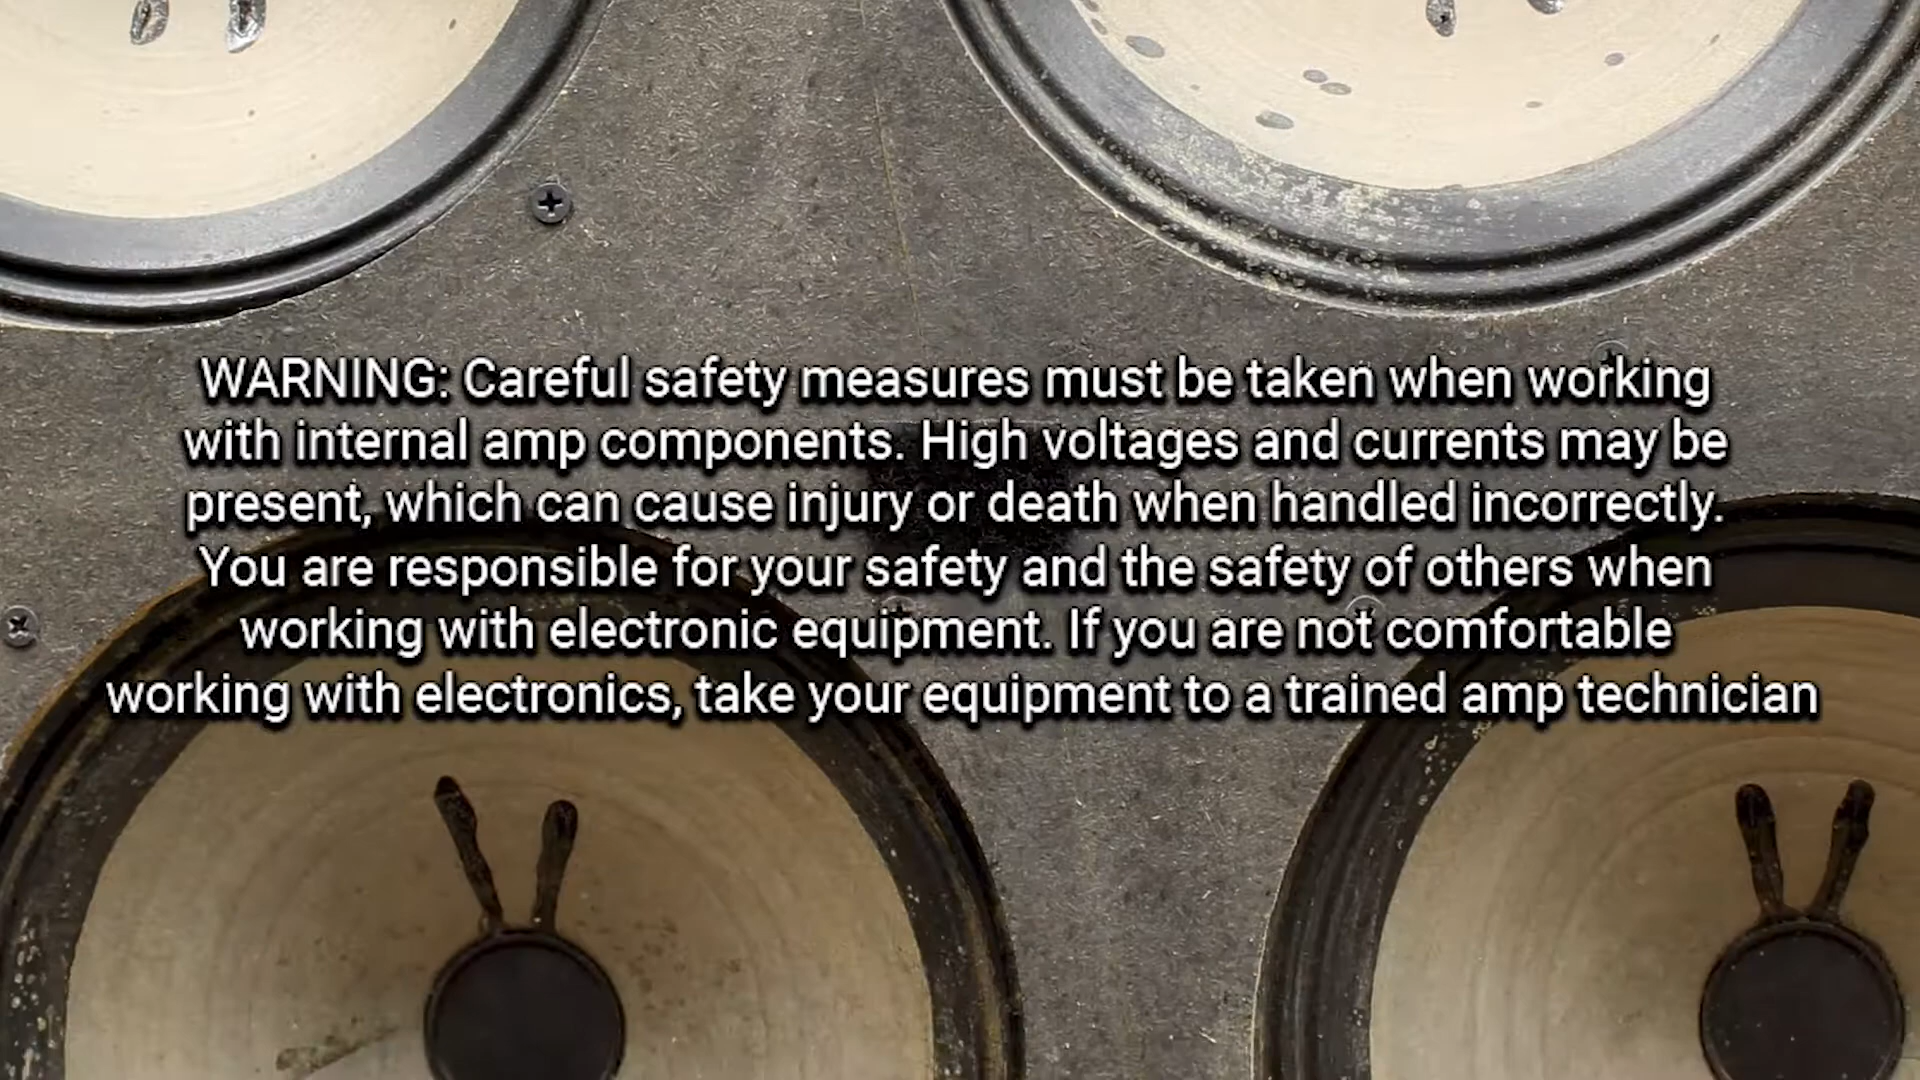 WARNING: Careful safety measures must be taken when working
with internal amp components. High voltages and currents may be
present, which can cause injury or death when handled incorrectly.
You are responsible for your safety and the safety of others when
working with electronic equipment. If you are not comfortable
working with electronics, take your equipment to a trained amp technician